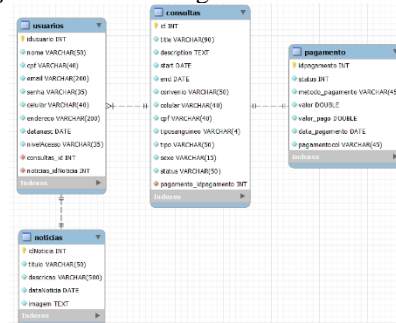 usuarios
idusuario INT
nome VARCHAR(50)
cpf VARCHAR(40)
email VARCHAR(200)
senha VARCHAR(35)
celular VARCHAR(40)
endereco VARCHAR(200)
datanasc DATE
nivelAcesso VARCHAR(35)
consultas_id INT
noticias_idNoticia INT
Indexes
consultas
id INT
title VARCHAR(90)
description TEXT
start DATE
end DATE
convenio VARCHAR(50)
celular VARCHAR(40)
cpf VARCHAR(40)
tiposanguineo VARCHAR(4)
tipo VARCHAR(50)
sexo VARCHAR(15)
status VARCHAR(50)
pagamento_idpagamento INT
Indexes
pagamento
idpagamento INT
status INT
metodo_pagamento VARCHAR(45)
valor DOUBLE
valor_pago DOUBLE
data_pagamento DATE
pagamentocol VARCHAR(45)
Indexes
noticias
idNoticia INT
titulo VARCHAR(50)
descricao VARCHAR(500)
dataNoticia DATE
imagem TEXT
Indexes